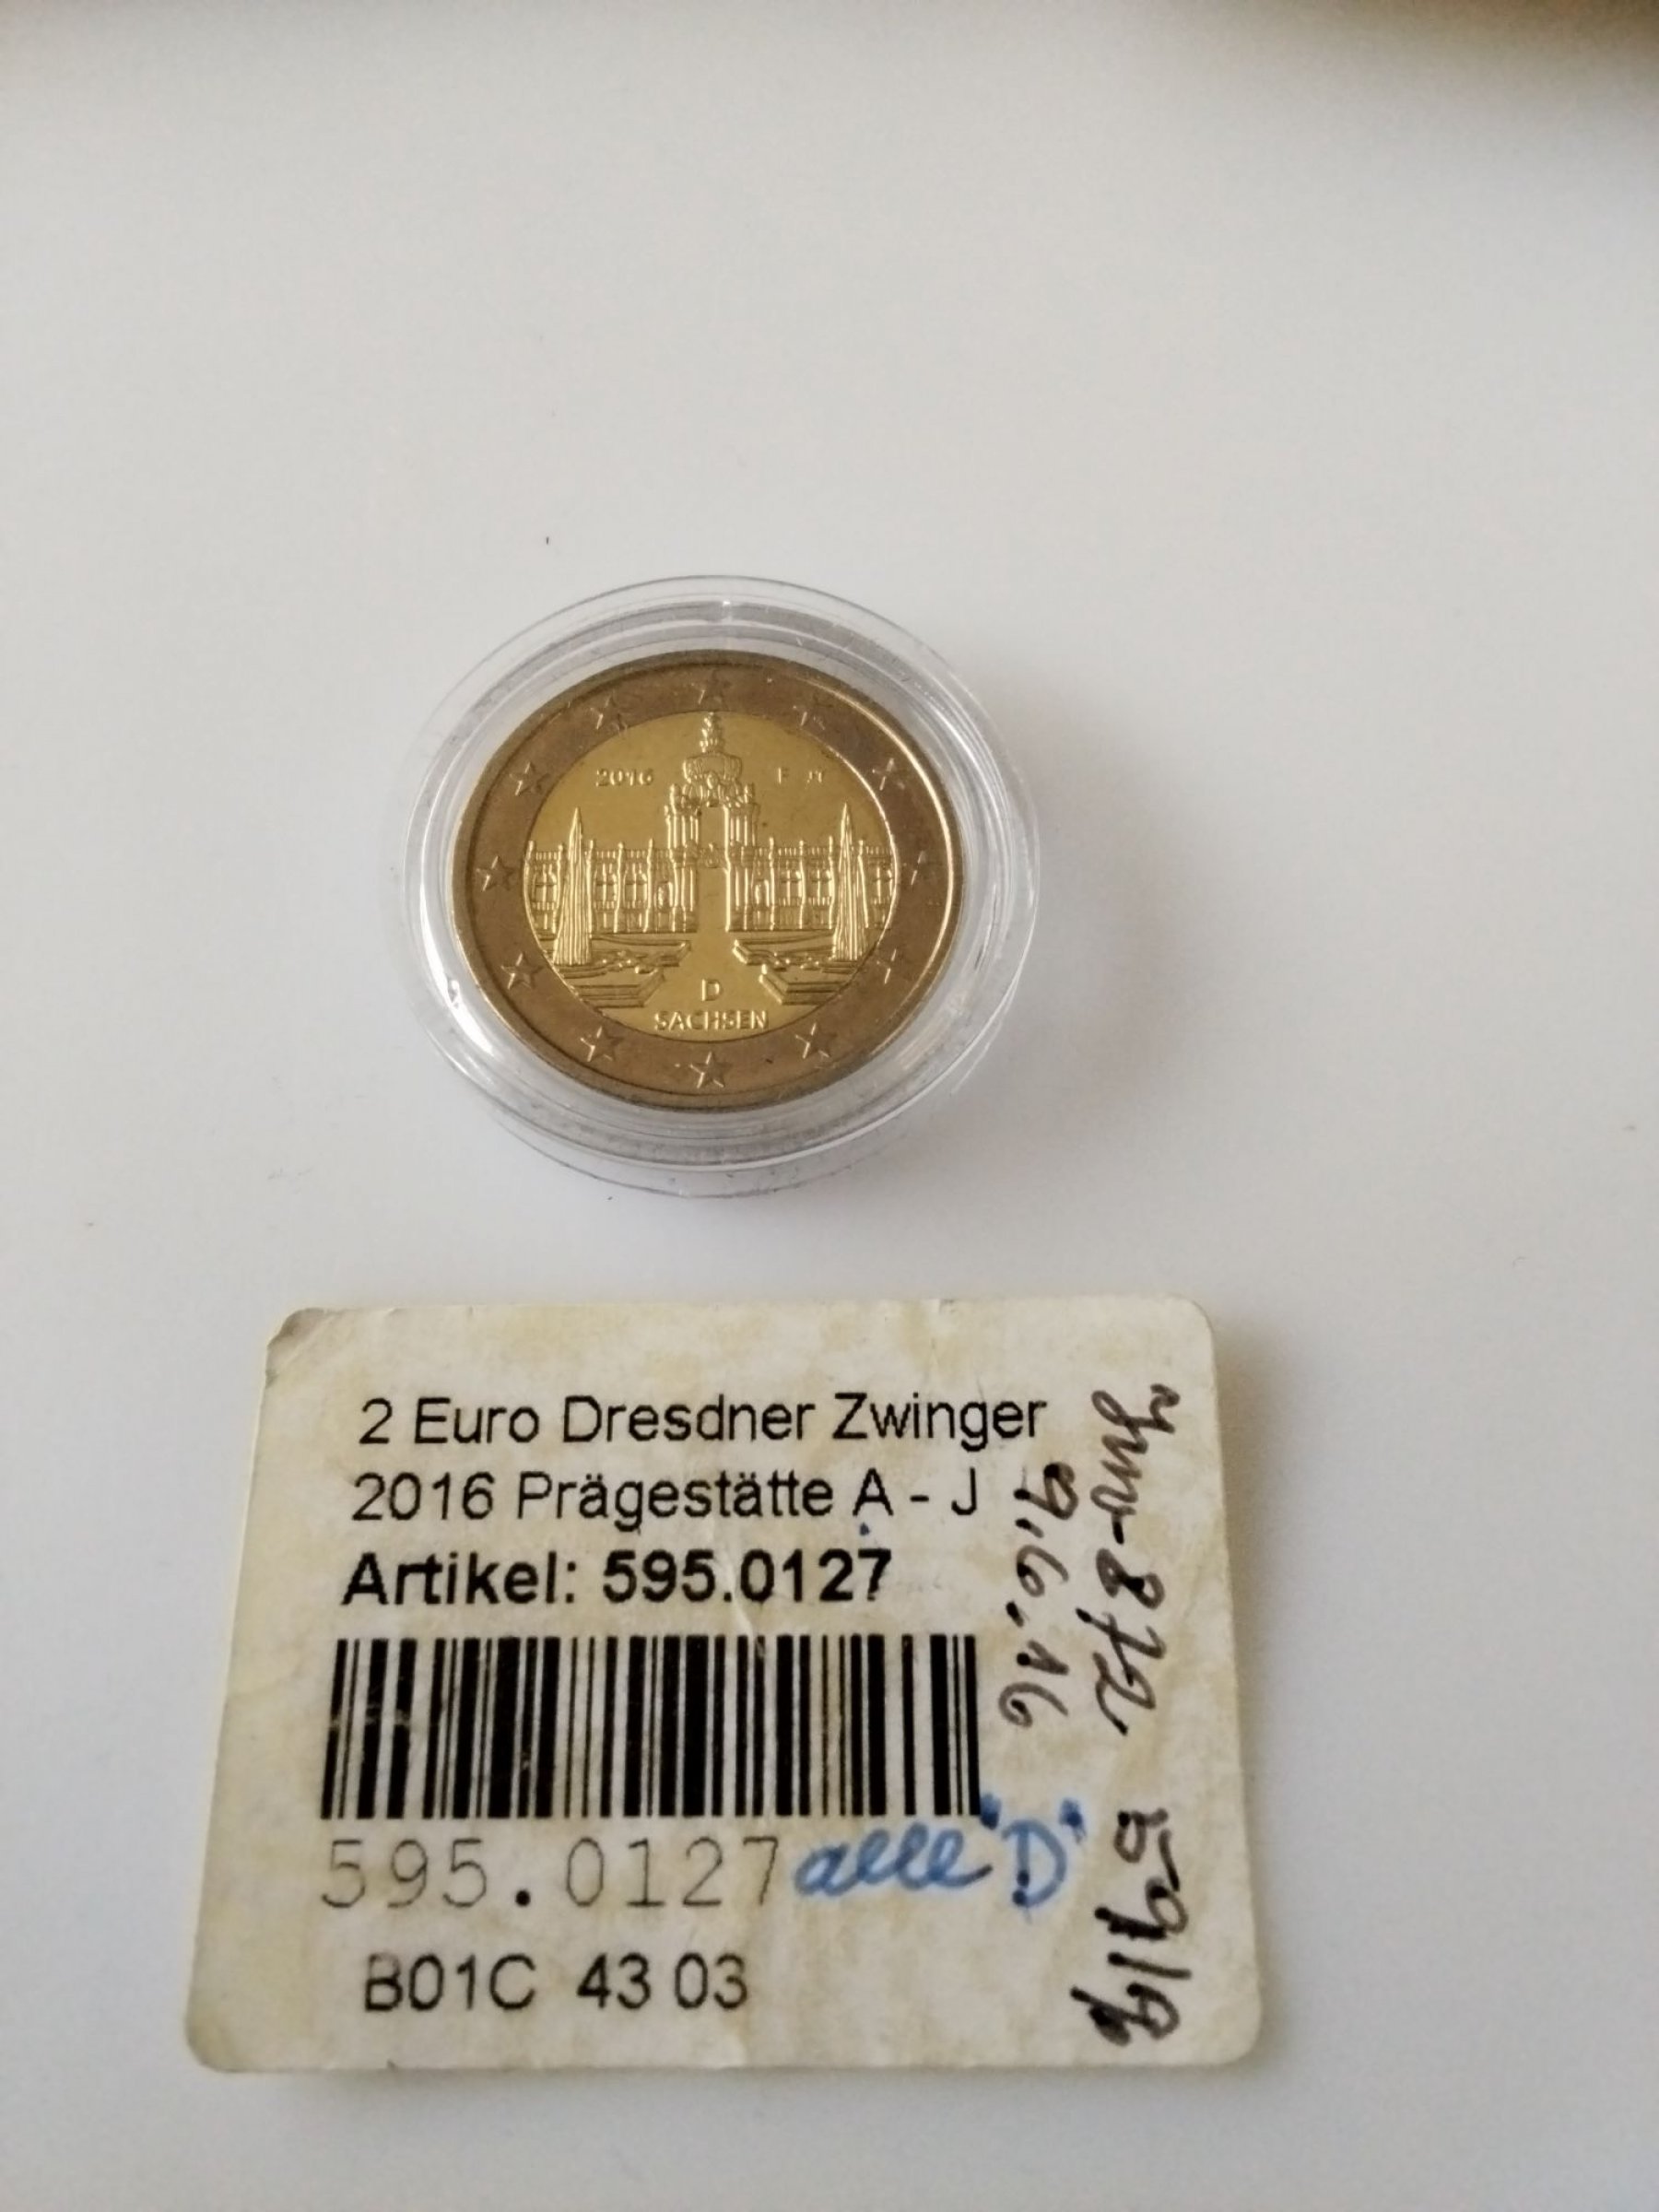 2016
F
D
SACHSEN
2 Euro Dresdner Zwinger
2016 Prägestätte A - J
Artikel: 595.0127
595.0127 alle "D"
B01C 43 03
9.6.16
872